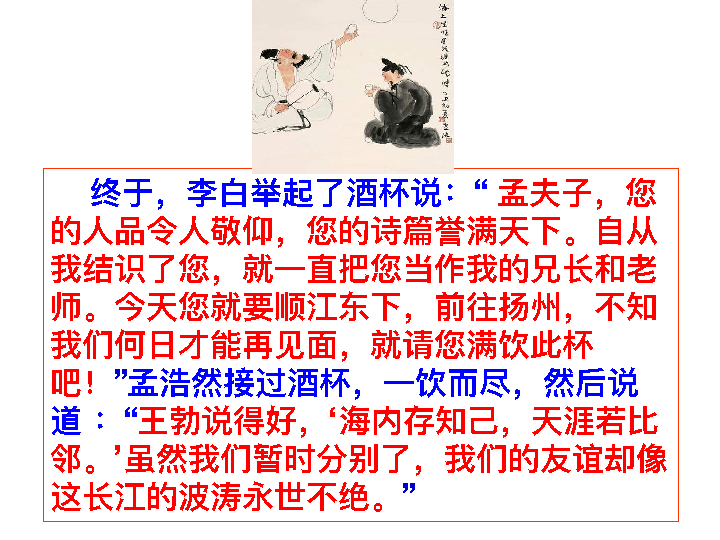 终于，李白举起了酒杯说：“ 孟夫子，您
的人品令人敬仰，您的诗篇誉满天下。自从
我结识了您，就一直把您当作我的兄长和老
师。今天您就要顺江东下，前往扬州，不知
我们何日才能再见面，就请您满饮此杯
吧！”孟浩然接过酒杯，一饮而尽，然后说
道 ：“王勃说得好，‘海内存知己，天涯若比
邻。’虽然我们暂时分别了，我们的友谊却像
这长江的波涛永世不绝。”